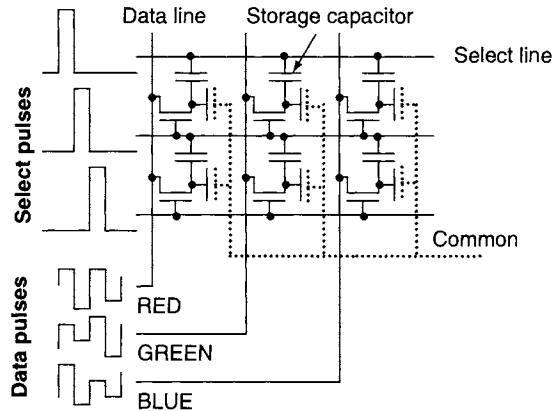 Data line
Storage capacitor
Select line
Select pulses
Common
Data pulses
RED
GREEN
BLUE